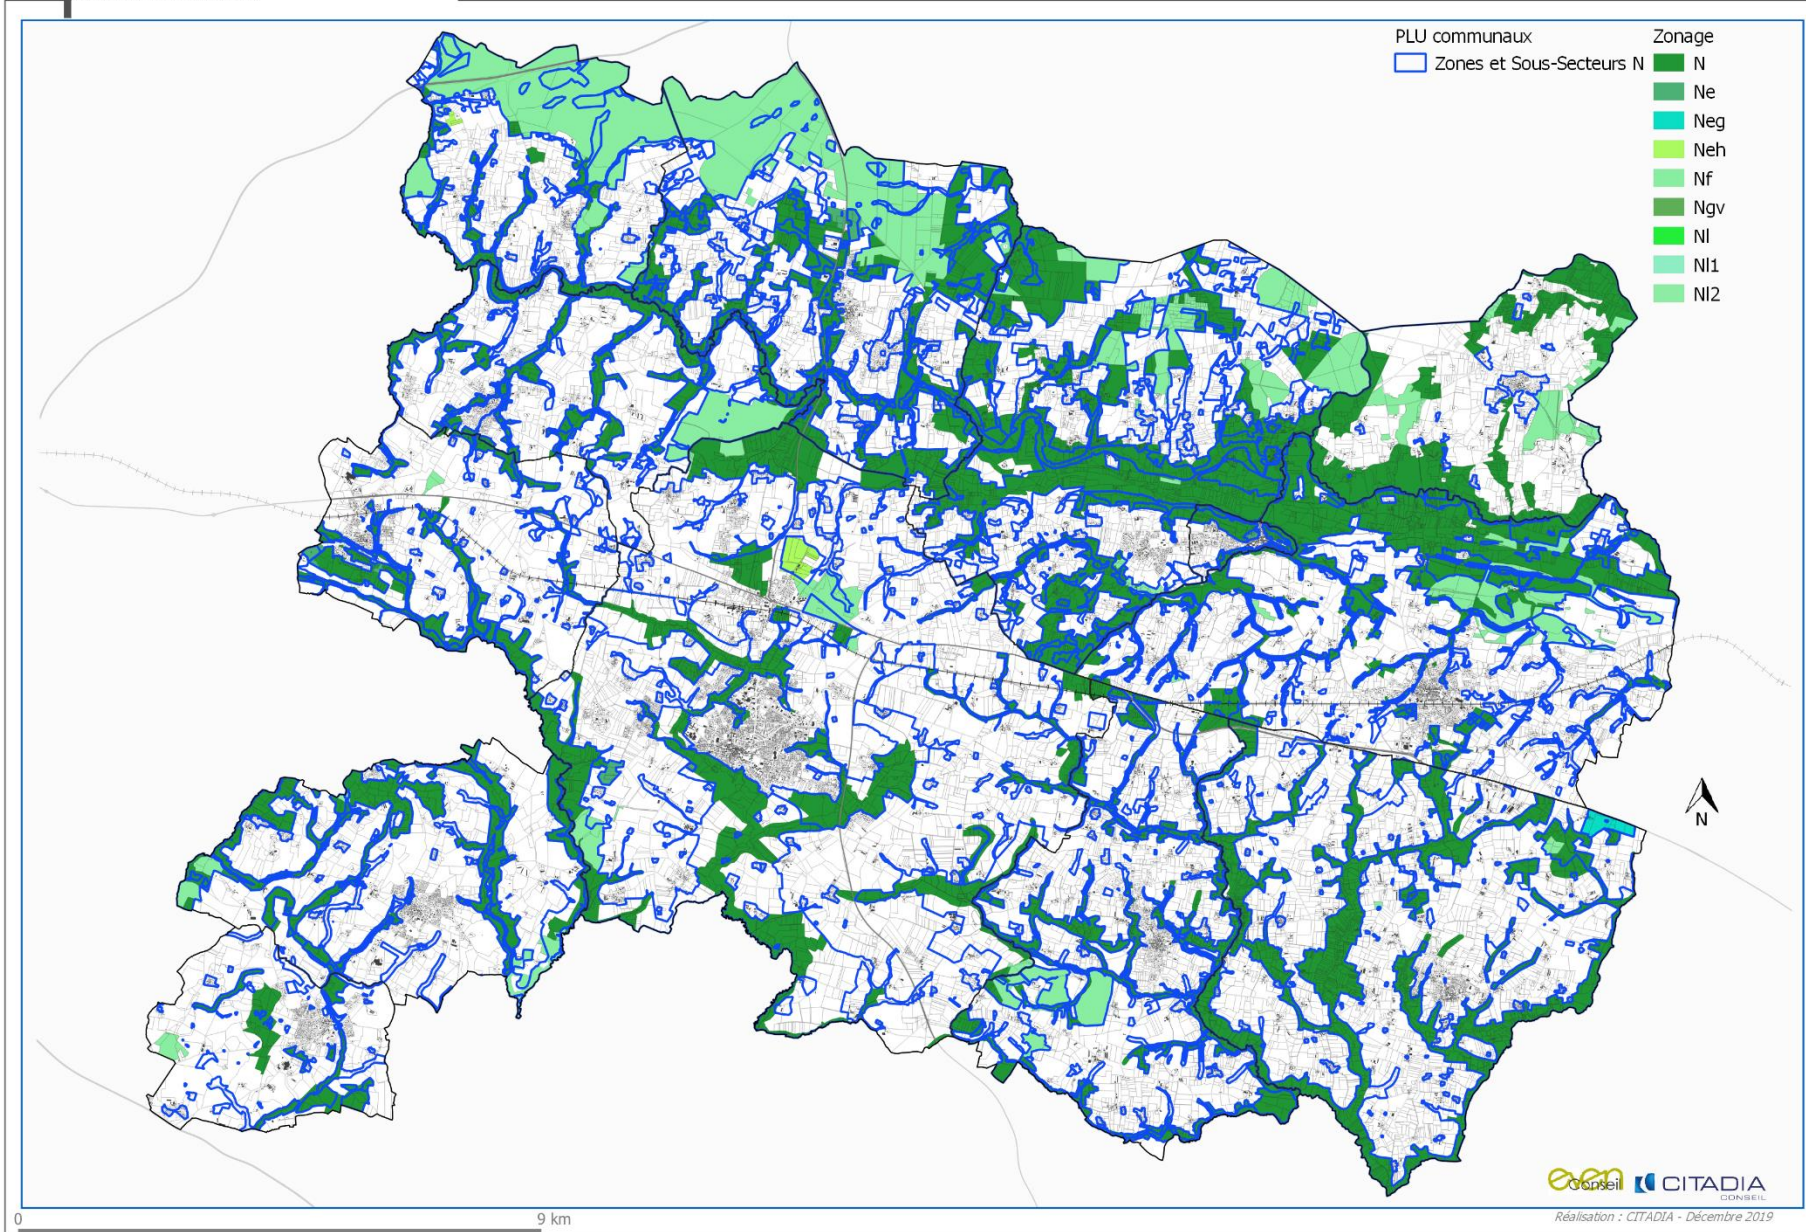 PLU communaux
Zones et Sous-Secteurs N
Zonage
N
Ne
Neg
Neh
Nf
Ngv
Nl
Nl1
Nl2
N
even
Conseil
CITADIA
CONSEIL
0
9 km
Réalisation : CITADIA - Décembre 2019